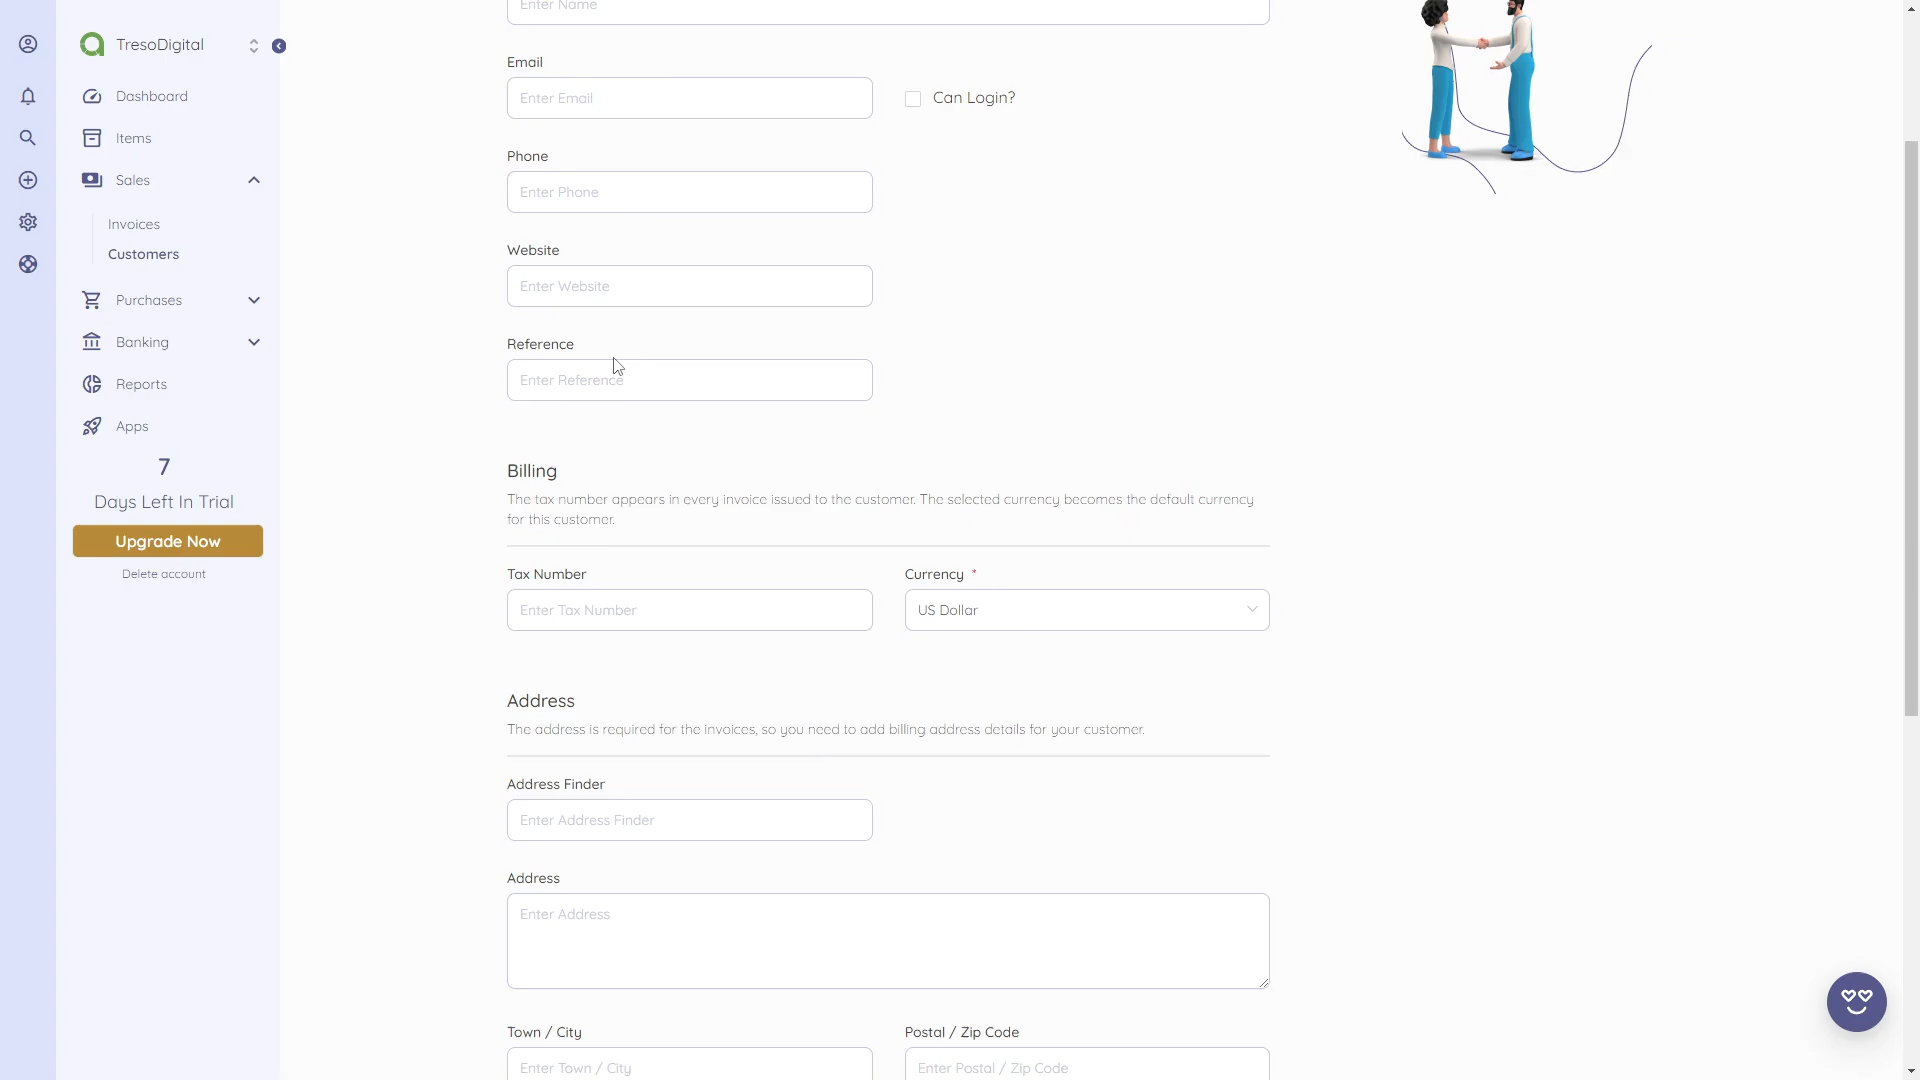 TresoDigital
Dashboard
Items
Sales
Invoices
Customers
Purchases
Banking
Reports
Apps
7
Days Left In Trial
Upgrade Now
Delete account
Enter Name
Email
Enter Email
Can Login?
Phone
Enter Phone
Website
Enter Website
Reference
Enter Reference
Billing
The tax number appears in every invoice issued to the customer. The selected currency becomes the default currency
for this customer.
Tax Number
Enter Tax Number
Currency *
US Dollar
Address
The address is required for the invoices, so you need to add billing address details for your customer.
Address Finder
Enter Address Finder
Address
Enter Address
Town / City
Enter Town / City
Postal / Zip Code
Enter Postal / Zip Code